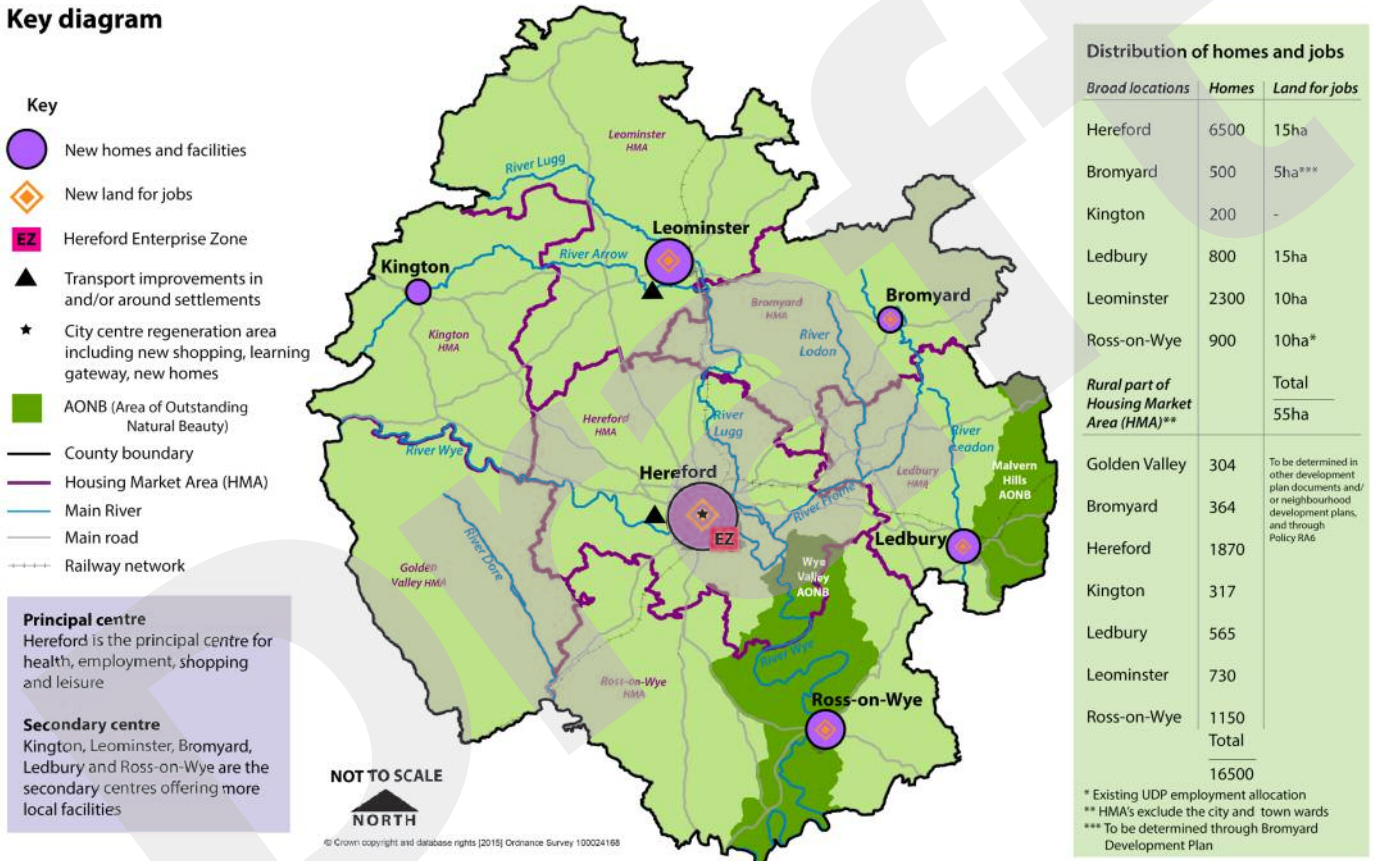 Key diagram
Key
New homes and facilities
New land for jobs
EZ
Hereford Enterprise Zone
Transport improvements in
and/or around settlements
City centre regeneration area
including new shopping, learning
gateway, new homes
AONB (Area of Outstanding
Natural Beauty)
County boundary
Housing Market Area (HMA)
Main River
Main road
Railway network
Principal centre
Hereford is the principal centre for
health, employment, shopping
and leisure
Secondary centre
Kington, Leominster, Bromyard,
Ledbury and Ross-on-Wye are the
secondary centres offering more
local facilities
Leominster
HMA
River Lugg
Leominster
River Arrow
Kington
Bromyard
Bromyard
HMA
Kington
HMA
River
Lodon
Hereford
HMA
River
Lugg
River
Leadon
River Wye
Malvern
Hills
AONB
Hereford
Ledbury
HMA
River Frome
EZ
Ledbury
River Dore
Golden
Valley HMA
Wye
Valley
AONB
River Wye
Ross-on-Wye
HMA
Ross-on-Wye
NOT TO SCALE
NORTH
© Crown copyright and database rights [2015] Ordnance Survey 100024168
Distribution of homes and jobs
Broad locations Homes Land for jobs
Hereford 6500 15ha
Bromyard 500 5ha***
Kington 200 -
Ledbury 800 15ha
Leominster 2300 10ha
Ross-on-Wye 900 10ha*
Rural part of
Housing Market
Area (HMA)**
Total
55ha
Golden Valley 304
Bromyard 364
Hereford 1870
Kington 317
Ledbury 565
Leominster 730
Ross-on-Wye 1150
Total
16500
To be determined in
other development
plan documents and/
or neighbourhood
development plans,
and through
Policy RA6
* Existing UDP employment allocation
** HMA's exclude the city and town wards
*** To be determined through Bromyard
Development Plan
Draft